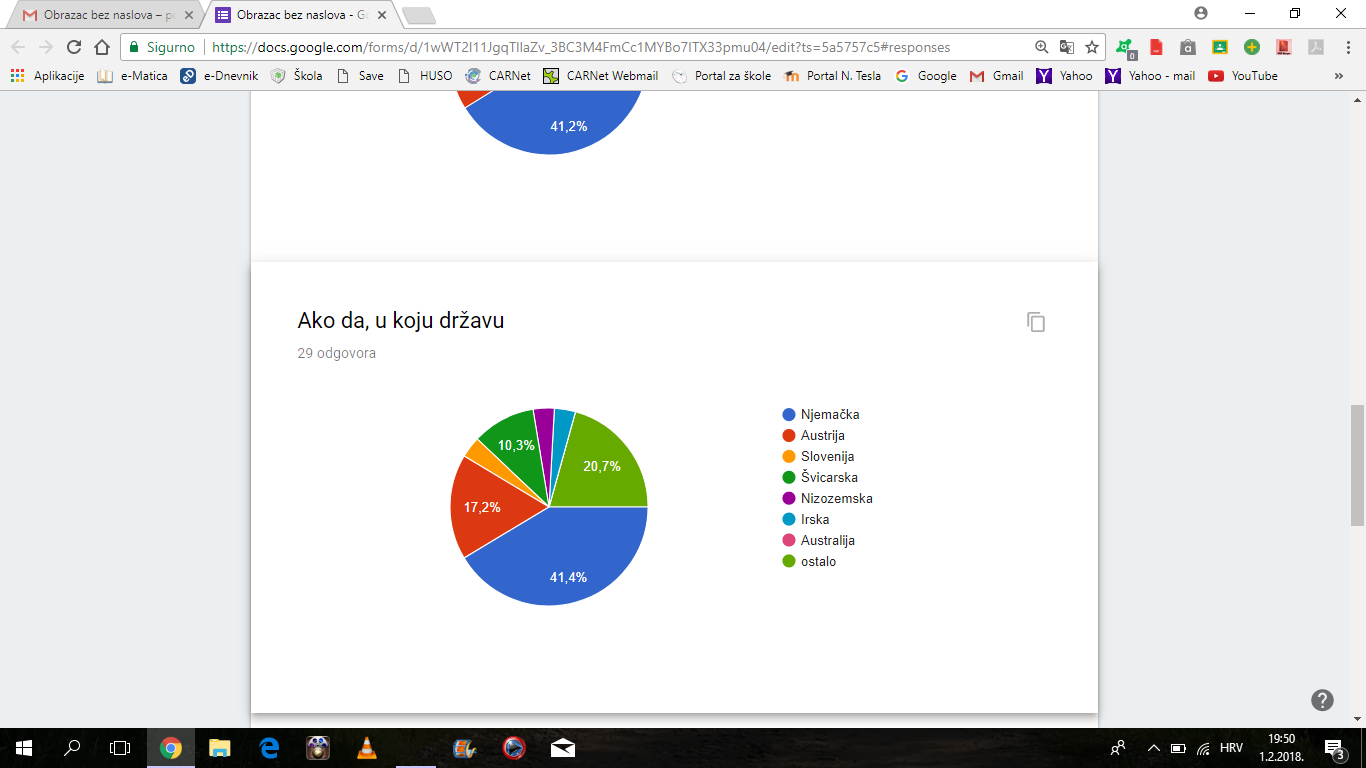 Obrazac bez naslova – po
Obrazac bez naslova - Go
Sigurno
https://docs.google.com/forms/d/1wWT2I11JgqTIlaZv_3BC3M4FmCc1MYBo7ITX33pmu04/edit?ts=5a5757c5#responses
0
Aplikacije e-Matica e-Dnevnik Škola Save HUSO CARNet CARNet Webmail Portal za škole Portal N. Tesla Google Gmail Yahoo Yahoo - mail YouTube »
41,2%
Ako da, u koju državu
29 odgovora
10,3%
20,7%
17,2%
41,4%
Njemačka
Austrija
Slovenija
Švicarska
Nizozemska
Irska
Australija
ostalo
HRV
19:50
1.2.2018.
3